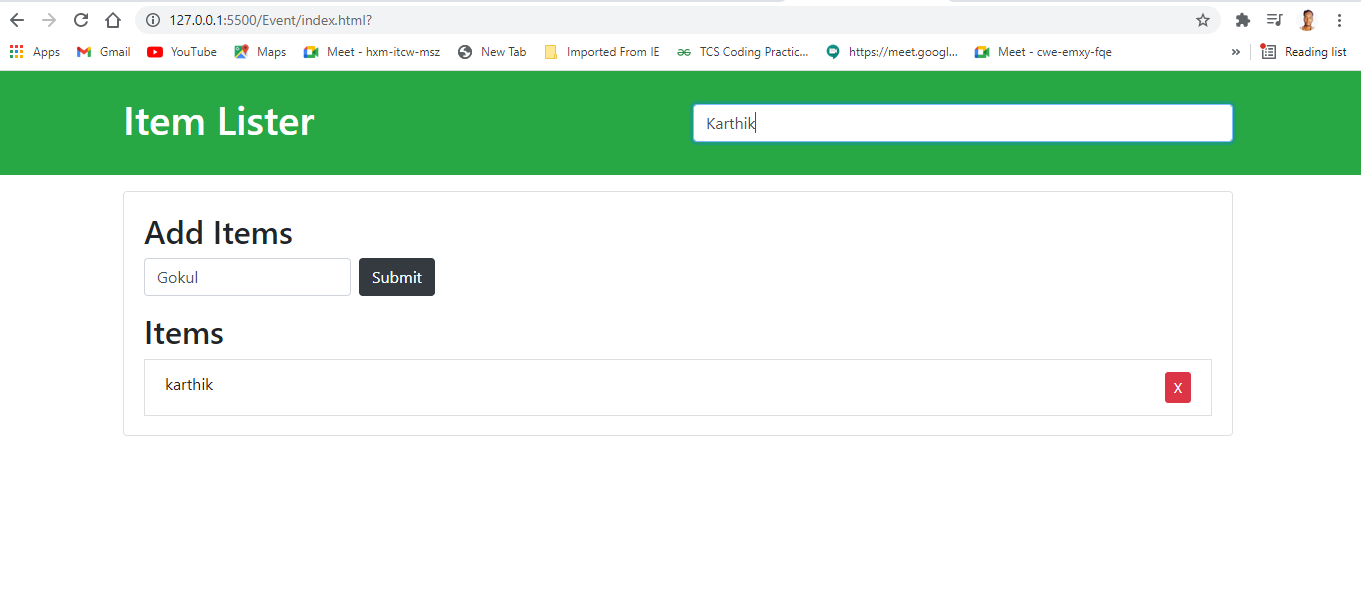 127.0.0.1:5500/Event/index.html?
Apps Gmail YouTube Maps Meet - hxm-itcw-msz New Tab Imported From IE TCS Coding Practic... https://meet.googl... Meet - cwe-emxy-fqe » Reading list
Item Lister Karthik
Add Items
Gokul Submit
Items
karthik X